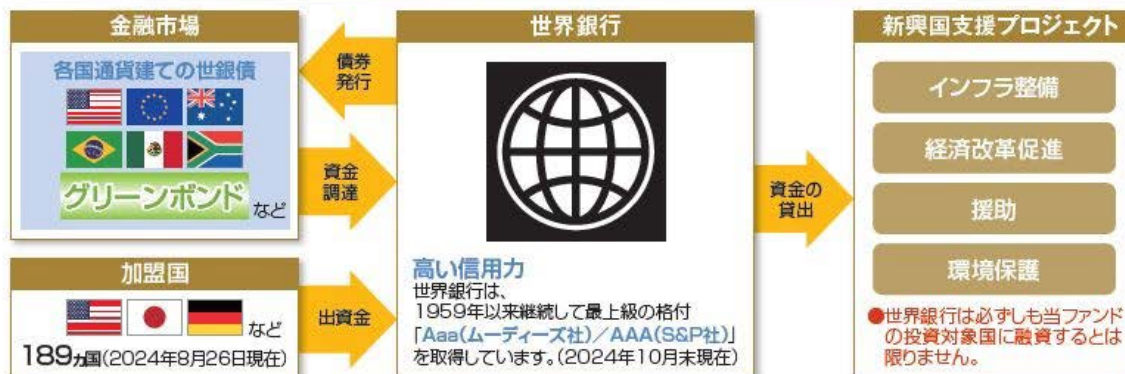 金融市場
各国通貨建ての世銀債
グリーンボンド など
加盟国
など
189ヵ国(2024年8月26日現在)
債券
発行
資金
調達
出資金
世界銀行
高い信用力
世界銀行は、
1959年以来継続して最上級の格付
「Aaa(ムーディーズ社)/AAA(S&P社)」
を取得しています。(2024年10月末現在)
資金の
貸出
新興国支援プロジェクト
インフラ整備
経済改革促進
援助
環境保護
●世界銀行は必ずしも当ファンド
の投資対象国に融資するとは
限りません。